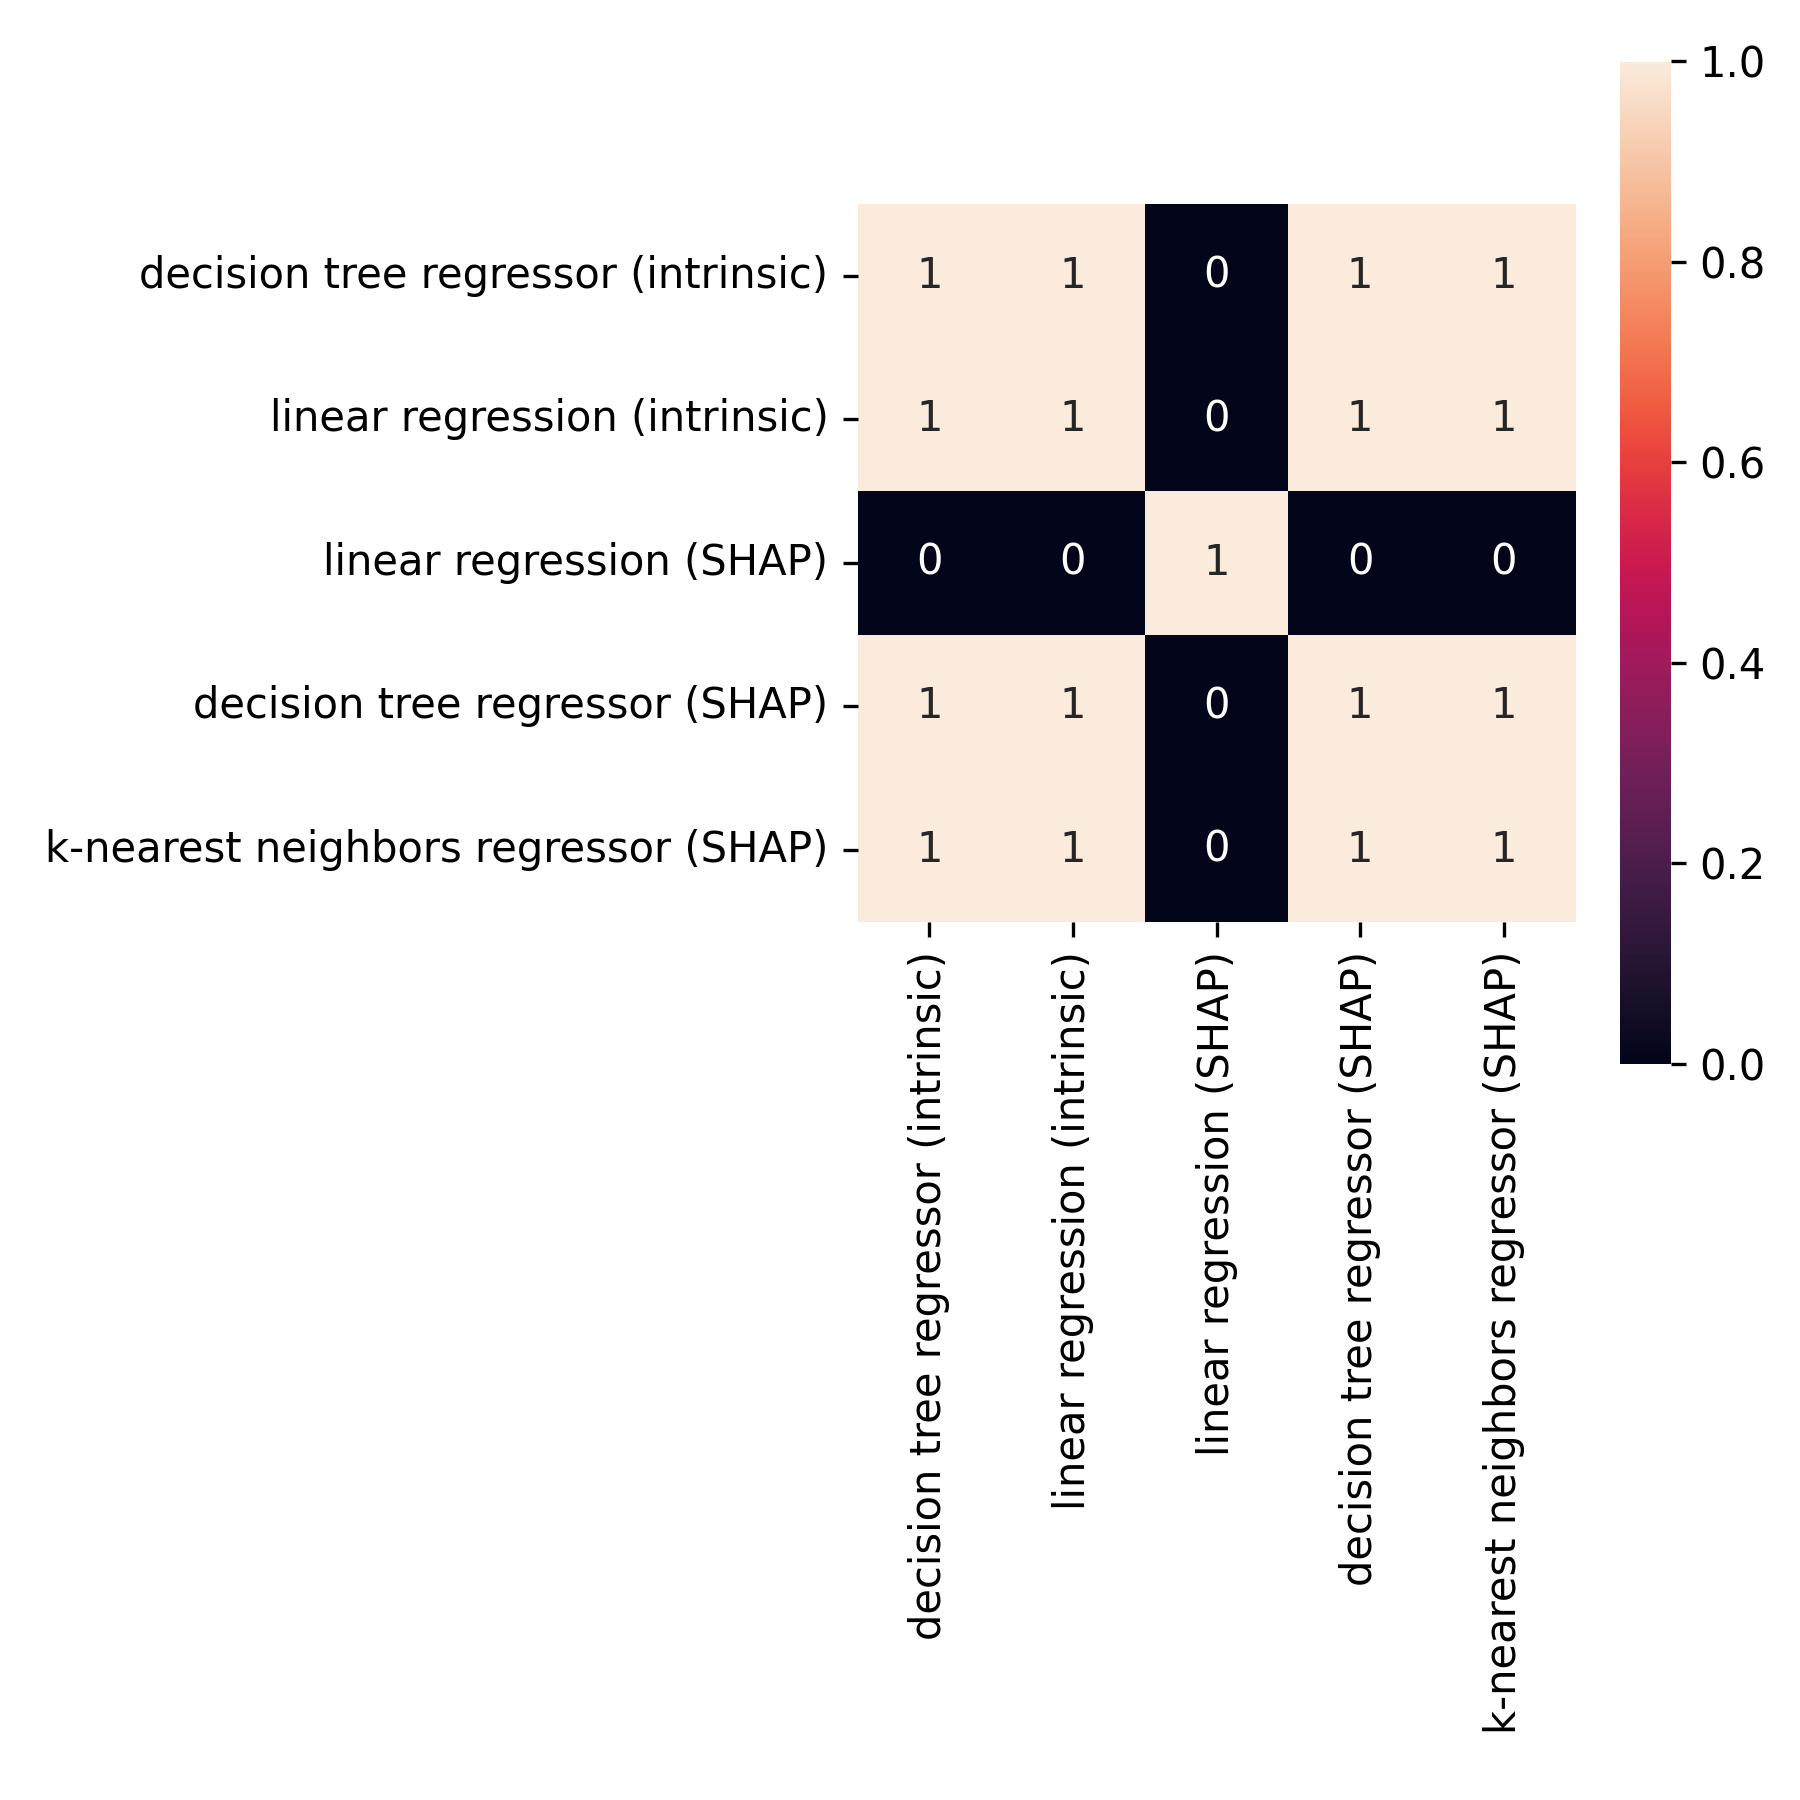 1.0
0.8
0.6
0.4
0.2
0.0
decision tree regressor (intrinsic) 1 1 0 1 1
linear regression (intrinsic) 1 1 0 1 1
linear regression (SHAP) 0 0 1 0 0
decision tree regressor (SHAP) 1 1 0 1 1
k-nearest neighbors regressor (SHAP) 1 1 0 1 1
decision tree regressor (intrinsic)
linear regression (intrinsic)
linear regression (SHAP)
decision tree regressor (SHAP)
k-nearest neighbors regressor (SHAP)